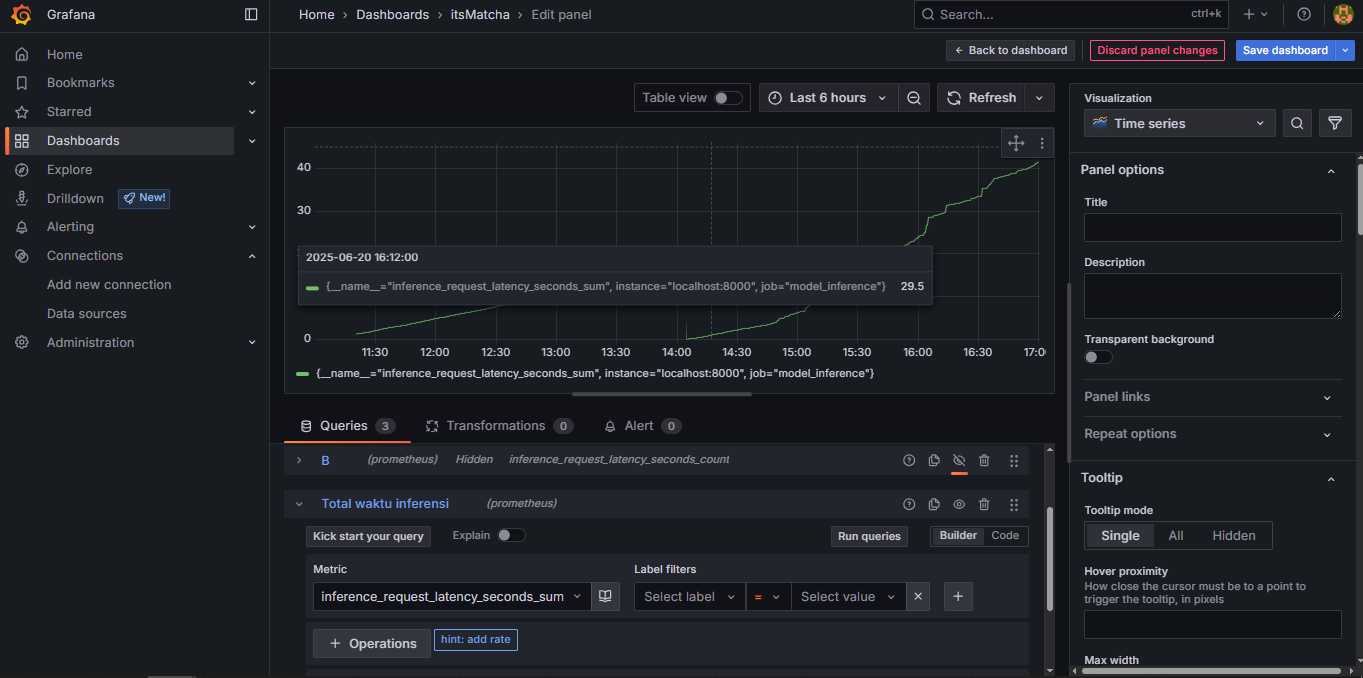 Grafana
Home › Dashboards › itsMatcha › Edit panel
Search...
ctrl+k
Back to dashboard
Discard panel changes
Save dashboard
Home
Bookmarks
Starred
Dashboards
Explore
Drilldown
New!
Alerting
Connections
Add new connection
Data sources
Administration
Table view
Last 6 hours
Refresh
40
30
0
2025-06-20 16:12:00
{__name__="inference_request_latency_seconds_sum", instance="localhost:8000", job="model_inference"} 29.5
11:30 12:00 12:30 13:00 13:30 14:00 14:30 15:00 15:30 16:00 16:30 17:00
{__name__="inference_request_latency_seconds_sum", instance="localhost:8000", job="model_inference"}
Queries 3
Transformations 0
Alert 0
B (prometheus) Hidden inference_request_latency_seconds_count
Total waktu inferensi (prometheus)
Kick start your query
Explain
Run queries
Builder
Code
Metric
Label filters
inference_request_latency_seconds_sum
Select label
=
Select value
+ Operations
hint: add rate
Visualization
Time series
Panel options
Title
Description
Transparent background
Panel links
Repeat options
Tooltip
Tooltip mode
Single
All
Hidden
Hover proximity
How close the cursor must be to a point to
trigger the tooltip, in pixels
Max width